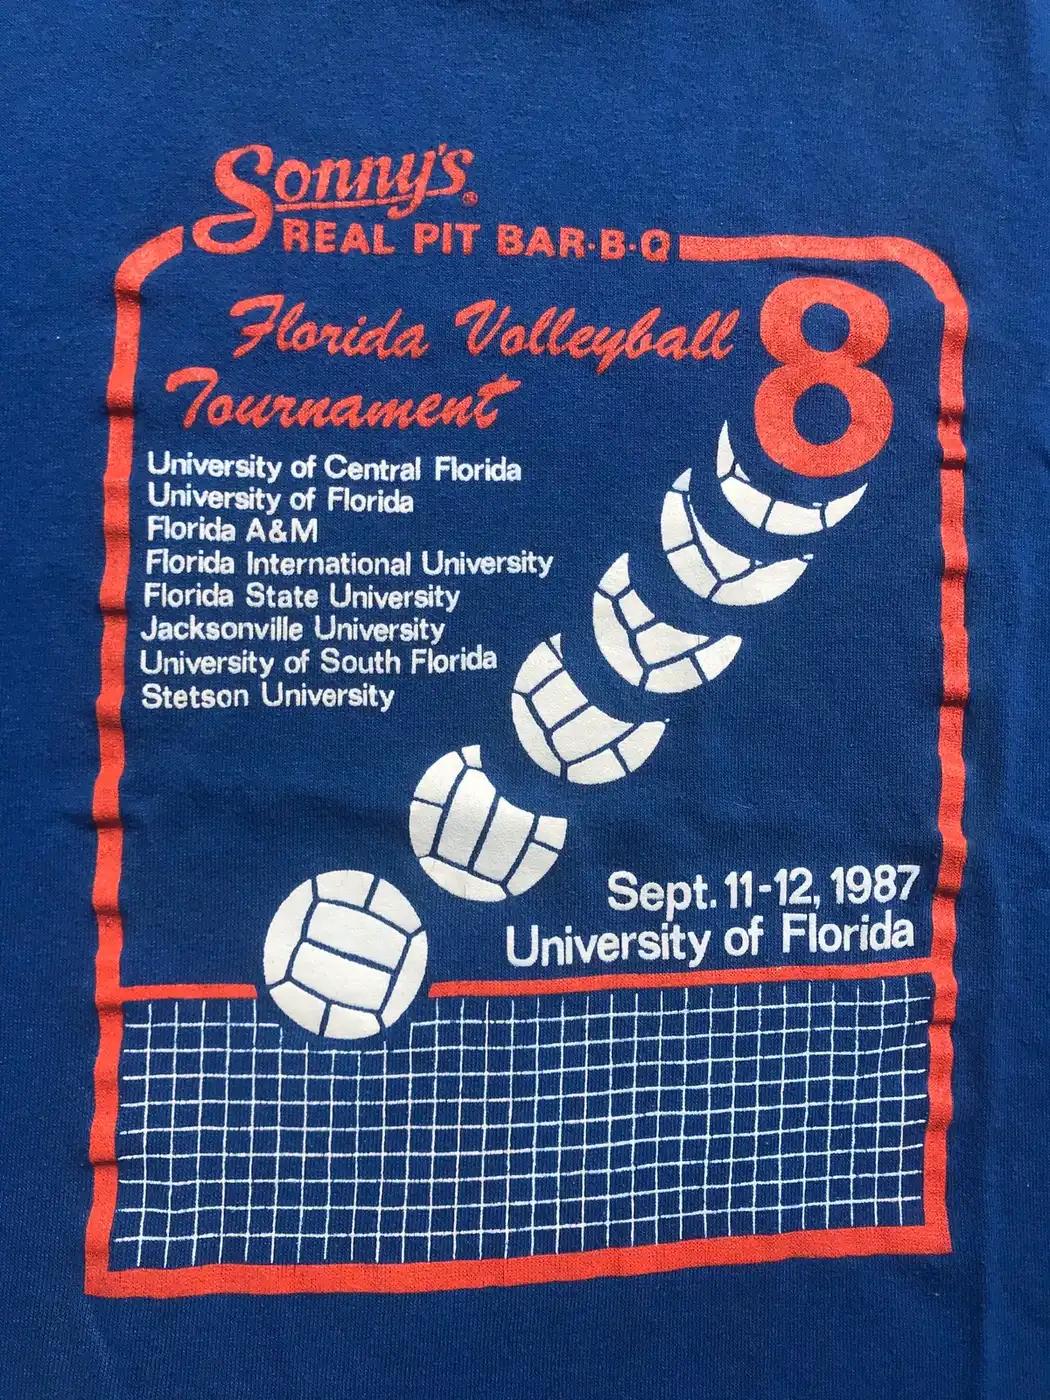 Sonny's®
REAL PIT BAR·B·Q
Florida Volleyball 8
Tournament
University of Central Florida
University of Florida
Florida A&M
Florida International University
Florida State University
Jacksonville University
University of South Florida
Stetson University
Sept. 11-12, 1987
University of Florida